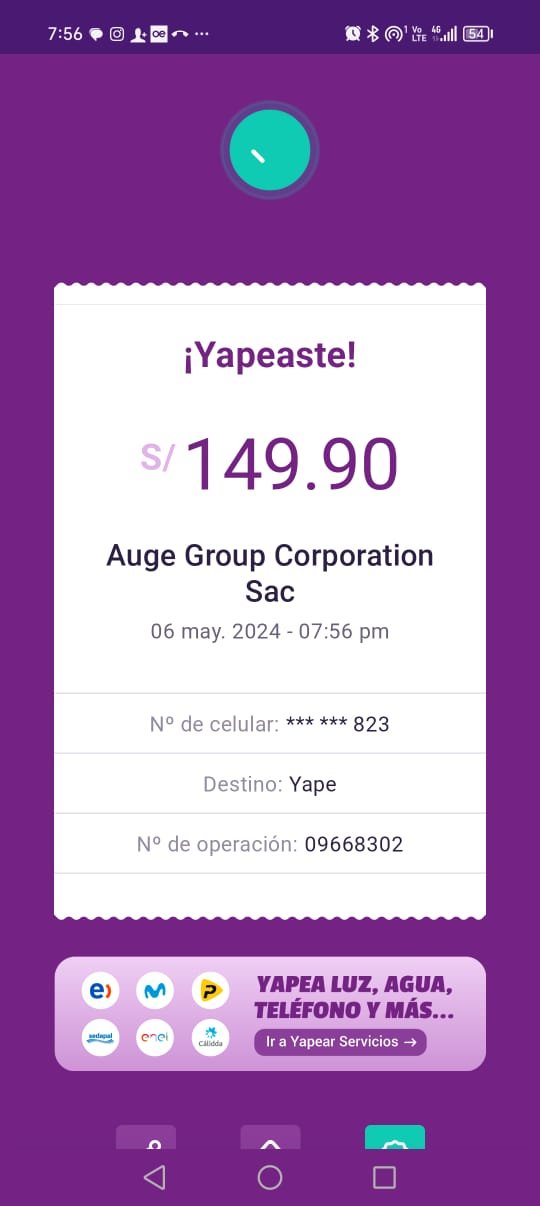 7:56
Vo LTE 4G 54
¡Yapeaste!
S/ 149.90
Auge Group Corporation
Sac
06 may. 2024 - 07:56 pm
Nº de celular: *** *** 823
Destino: Yape
Nº de operación: 09668302
YAPEA LUZ, AGUA,
TELÉFONO Y MÁS...
sedapal enel Cálidda
Ir a Yapear Servicios →